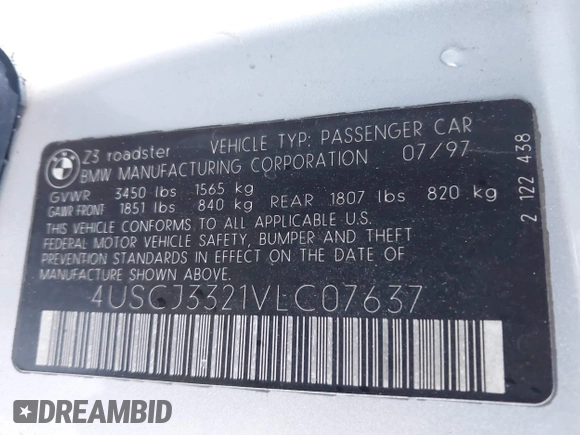 BMW
Z3 roadster VEHICLE TYP: PASSENGER CAR
BMW MANUFACTURING CORPORATION 07/97
GVWR 3450 lbs 1565 kg
GAWR FRONT 1851 lbs 840 kg REAR 1807 lbs 820 kg
THIS VEHICLE CONFORMS TO ALL APPLICABLE U.S.
FEDERAL MOTOR VEHICLE SAFETY, BUMPER AND THEFT
PREVENTION STANDARDS IN EFFECT ON THE DATE OF
MANUFACTURE SHOWN ABOVE.
4USCJ3321VLC07637
2 122 438
DREAMBID